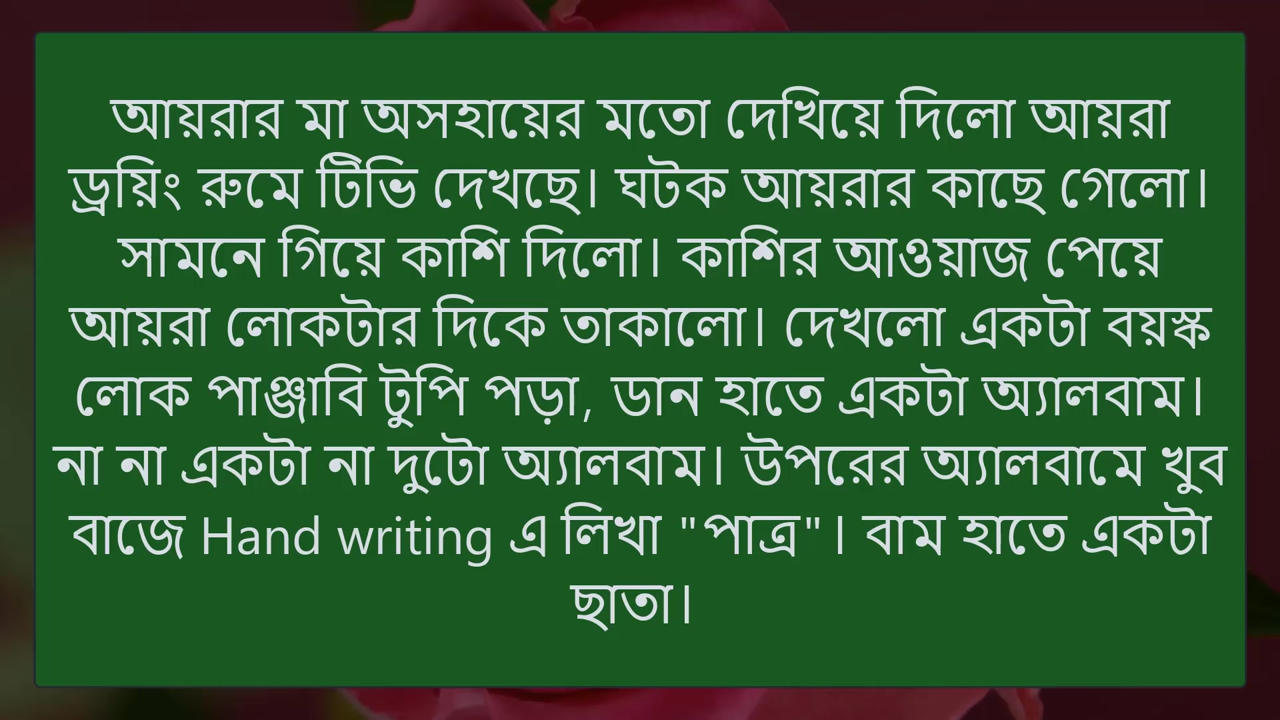 আয়রার মা অসহায়ের মতো দেখিয়ে দিলো আয়রা
ড্রয়িং রুমে টিভি দেখছে। ঘটক আয়রার কাছে গেলো।
সামনে গিয়ে কাশি দিলো। কাশির আওয়াজ পেয়ে
আয়রা লোকটার দিকে তাকালো। দেখলো একটা বয়স্ক
লোক পাঞ্জাবি টুপি পড়া, ডান হাতে একটা অ্যালবাম।
না না একটা না দুটো অ্যালবাম। উপরের অ্যালবামে খুব
বাজে Hand writing এ লিখা "পাত্র"। বাম হাতে একটা
ছাতা।